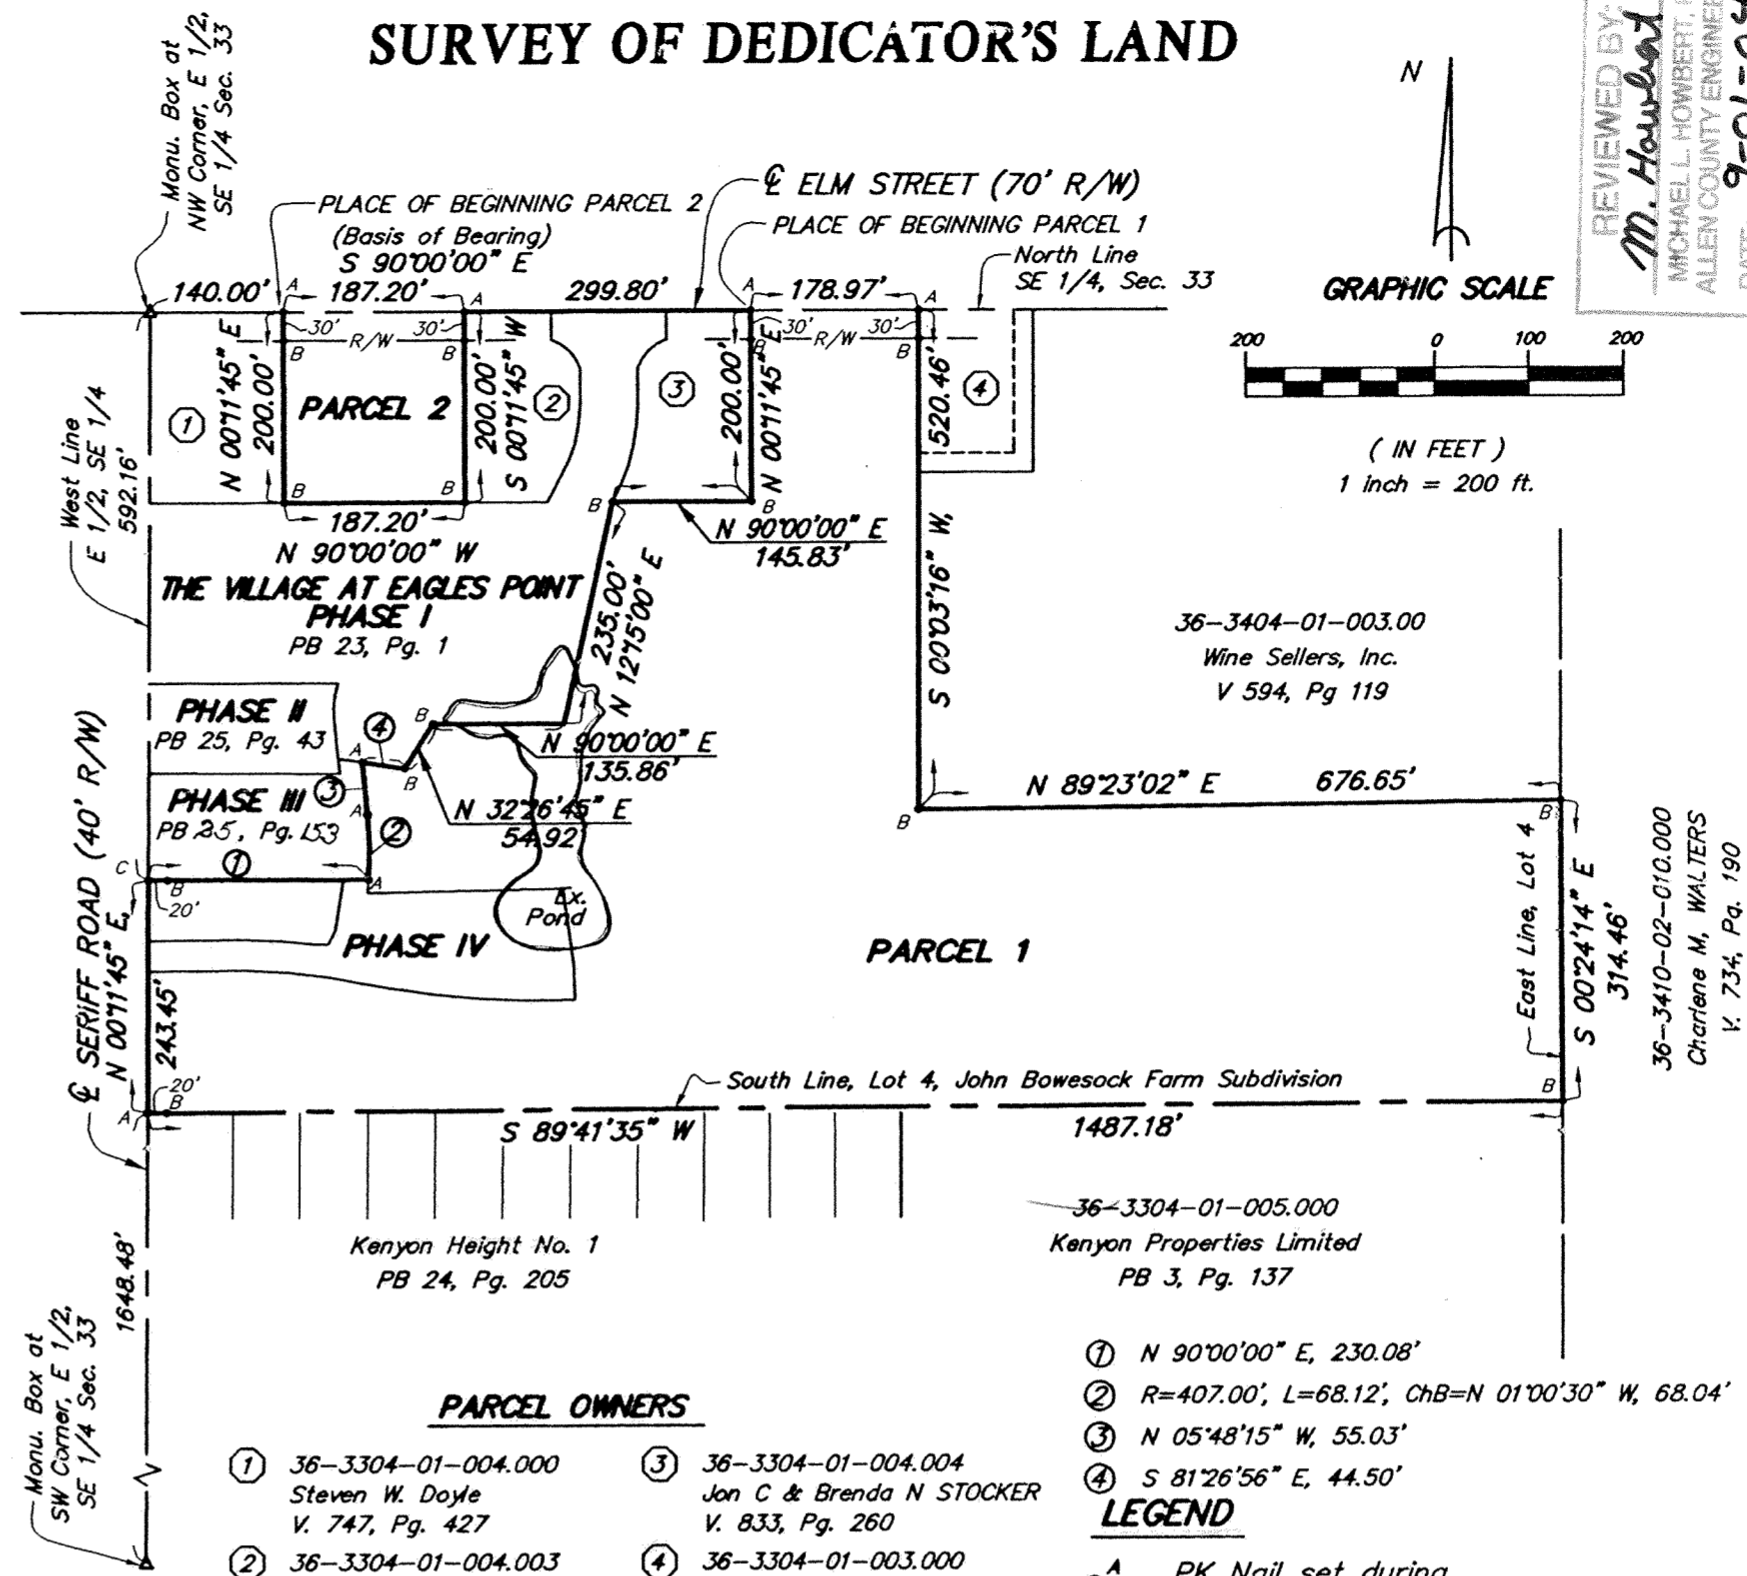 SURVEY OF DEDICATOR'S LAND
REVIEWED BY:
M. Howbert
MICHAEL L. HOWBERT,
ALLEN COUNTY ENGINEER
Monu. Box at
NW Corner, E 1/2,
SE 1/4 Sec. 33
N
PLACE OF BEGINNING PARCEL 2
(Basis of Bearing)
S 90°00'00" E
℄ ELM STREET (70' R/W)
PLACE OF BEGINNING PARCEL 1
North Line
SE 1/4, Sec. 33
GRAPHIC SCALE
200 0 100 200
( IN FEET )
1 inch = 200 ft.
140.00' A 187.20' A 299.80' A 178.97' A
30' R/W 30' 30' R/W 30'
B B B B
N 00°11'45" E
200.00'
PARCEL 2
200.00'
S 00°11'45" W
200.00'
N 00°11'45" E
520.46'
1 2 3 4
B B B B
187.20'
N 90°00'00" W
N 90°00'00" E
145.83'
West Line
E 1/2, SE 1/4
592.16'
THE VILLAGE AT EAGLES POINT
PHASE I
PB 23, Pg. 1
235.00'
N 12°15'00" E
S 00°03'16" W,
36-3404-01-003.00
Wine Sellers, Inc.
V 594, Pg 119
PHASE II
PB 25, Pg. 43
4
B
A
B
N 90°00'00" E
135.86'
N 32°26'45" E
54.92
PHASE III
PB 25, Pg. 153
3
A
2
1
C
B
20'
A
N 89°23'02" E 676.65'
B
B
℄ SERIFF ROAD (40' R/W)
N 00°11'45" E,
243.45'
Ex.
Pond
PHASE IV
PARCEL 1
East Line, Lot 4
S 00°24'14" E
314.46'
36-3410-02-010.000
Charlene M, WALTERS
V. 734, Pg. 190
20'
A
B
B
South Line, Lot 4, John Bowesock Farm Subdivision
S 89°41'35" W 1487.18'
1648.48'
Kenyon Height No. 1
PB 24, Pg. 205
36-3304-01-005.000
Kenyon Properties Limited
PB 3, Pg. 137
Monu. Box at
SW Corner, E 1/2,
SE 1/4 Sec. 33
1 N 90°00'00" E, 230.08'
2 R=407.00', L=68.12', ChB=N 01°00'30" W, 68.04'
3 N 05°48'15" W, 55.03'
4 S 81°26'56" E, 44.50'
PARCEL OWNERS
1 36-3304-01-004.000
Steven W. Doyle
V. 747, Pg. 427
2 36-3304-01-004.003
3 36-3304-01-004.004
Jon C & Brenda N STOCKER
V. 833, Pg. 260
4 36-3304-01-003.000
LEGEND
A PK Nail set during